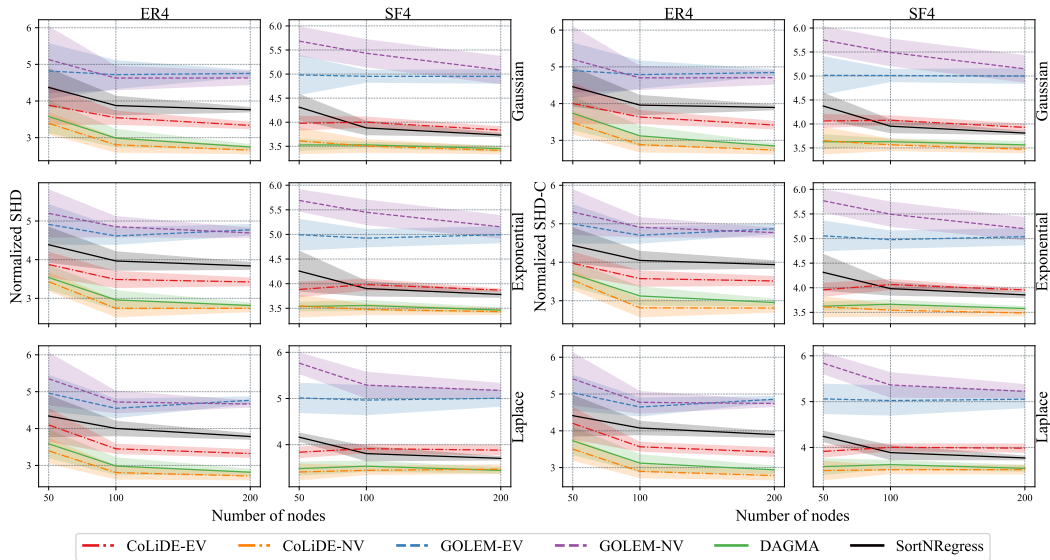 ER4
SF4
ER4
SF4
6
5
4
3
6.0
5.5
5.0
4.5
4.0
3.5
Gaussian
6
5
4
3
6.0
5.5
5.0
4.5
4.0
3.5
Gaussian
Normalized SHD
5
4
3
6.0
5.5
5.0
4.5
4.0
3.5
Exponential
Normalized SHD-C
5
4
3
6.0
5.5
5.0
4.5
4.0
3.5
Exponential
6
5
4
3
6
5
4
Laplace
6
5
4
3
6
5
4
Laplace
50 100 200
50 100 200
50 100 200
50 100 200
Number of nodes
Number of nodes
CoLiDE-EV CoLiDE-NV GOLEM-EV GOLEM-NV DAGMA SortNRegress